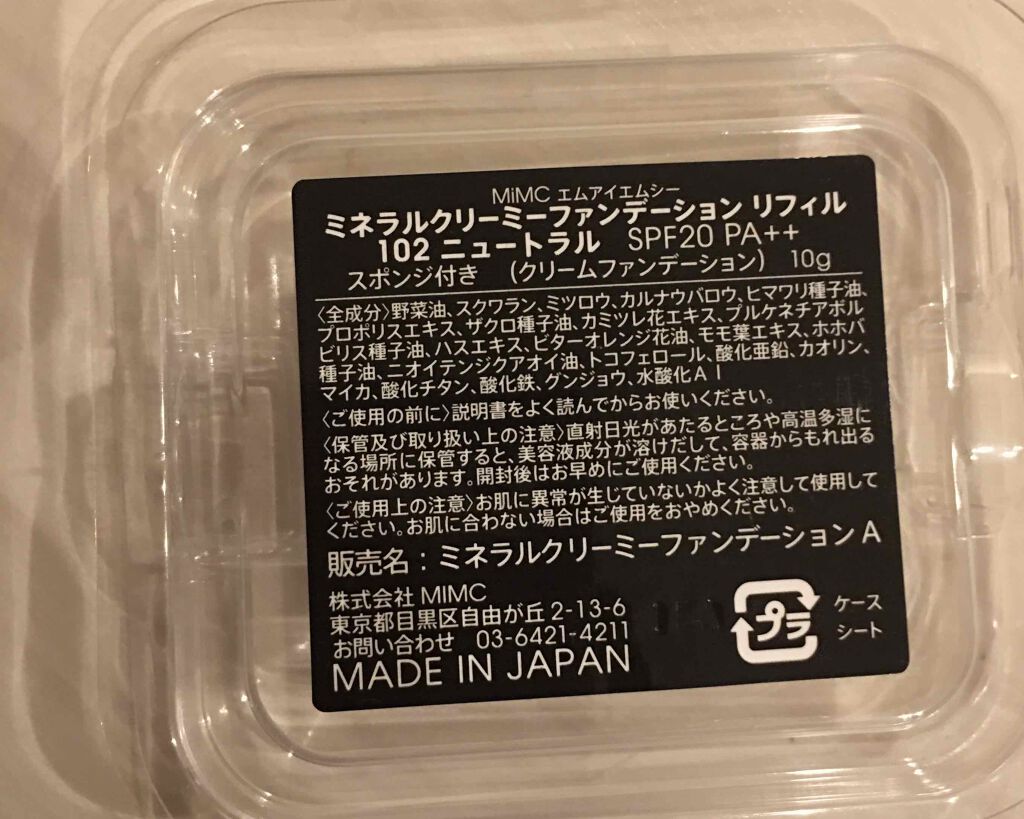 MiMC エムアイエムシー
ミネラルクリーミーファンデーション リフィル
102 ニュートラル SPF20 PA++
スポンジ付き (クリームファンデーション) 10g
〈全成分〉野菜油、スクワラン、ミツロウ、カルナウバロウ、ヒマワリ種子油、
プロポリスエキス、ザクロ種子油、カミツレ花エキス、プルケネチアボル
ビリス種子油、ハスエキス、ビターオレンジ花油、モモ葉エキス、ホホバ
種子油、ニオイテンジクアオイ油、トコフェロール、酸化亜鉛、カオリン、
マイカ、酸化チタン、酸化鉄、グンジョウ、水酸化Al
〈ご使用の前に〉説明書をよく読んでからお使いください。
〈保管及び取り扱い上の注意〉直射日光があたるところや高温多湿に
なる場所に保管すると、美容液成分が溶けだして、容器からもれ出る
おそれがあります。開封後はお早めにご使用ください。
〈ご使用上の注意〉お肌に異常が生じていないかよく注意して使用して
ください。お肌に合わない場合はご使用をおやめください。
販売名:ミネラルクリーミーファンデーションA
株式会社 MIMC
東京都目黒区自由が丘 2-13-6
お問い合わせ 03-6421-4211
MADE IN JAPAN
プラ
ケース
シート